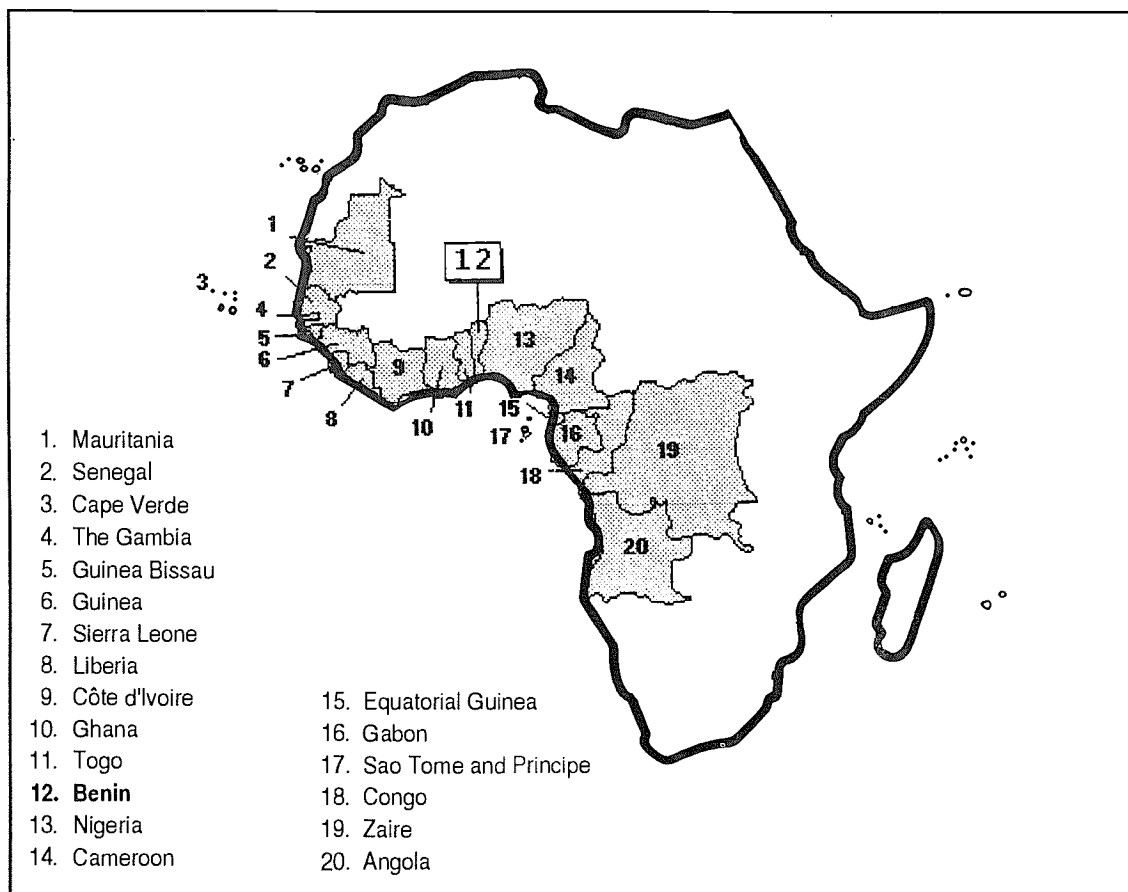 1
2
3
4
5
6
7
8
9
10
11
12
13
14
15
16
17
18
19
20
1. Mauritania
2. Senegal
3. Cape Verde
4. The Gambia
5. Guinea Bissau
6. Guinea
7. Sierra Leone
8. Liberia
9. Côte d'Ivoire
10. Ghana
11. Togo
12. Benin
13. Nigeria
14. Cameroon
15. Equatorial Guinea
16. Gabon
17. Sao Tome and Principe
18. Congo
19. Zaire
20. Angola